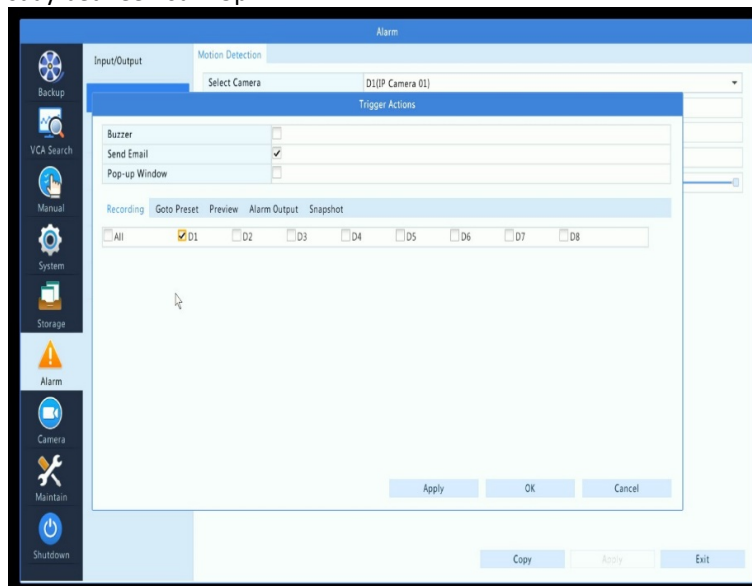 Alarm
Backup
VCA Search
Manual
System
Storage
Alarm
Camera
Maintain
Shutdown
Input/Output
Motion Detection
Select Camera D1(IP Camera 01)
Trigger Actions
Buzzer
Send Email
Pop-up Window
Recording Goto Preset Preview Alarm Output Snapshot
All D1 D2 D3 D4 D5 D6 D7 D8
Apply OK Cancel
Copy Apply Exit